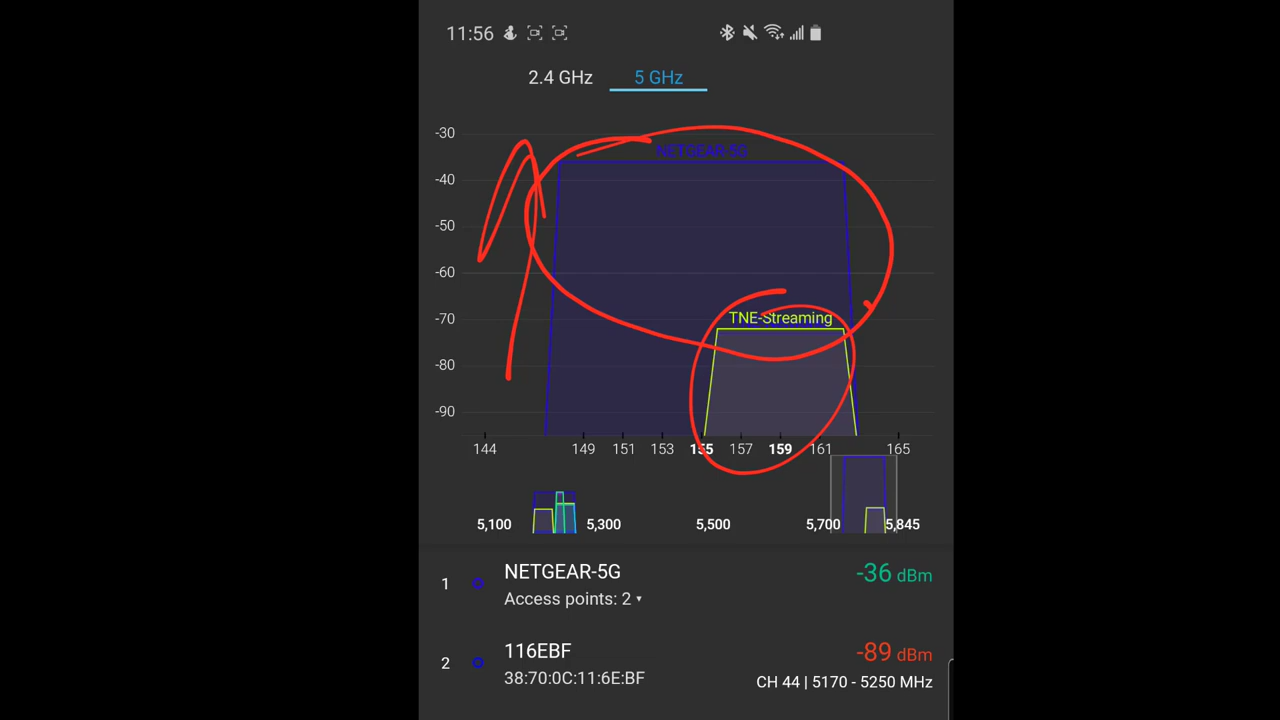 11:56
2.4 GHz 5 GHz
-30
NETGEAR-5G
-40
-50
-60
-70
TNE-Streaming
-80
-90
144 149 151 153 155 157 159 161 165
5,100 5,300 5,500 5,700 5,845
1 NETGEAR-5G -36 dBm
Access points: 2
2 116EBF -89 dBm
38:70:0C:11:6E:BF CH 44 | 5170 - 5250 MHz